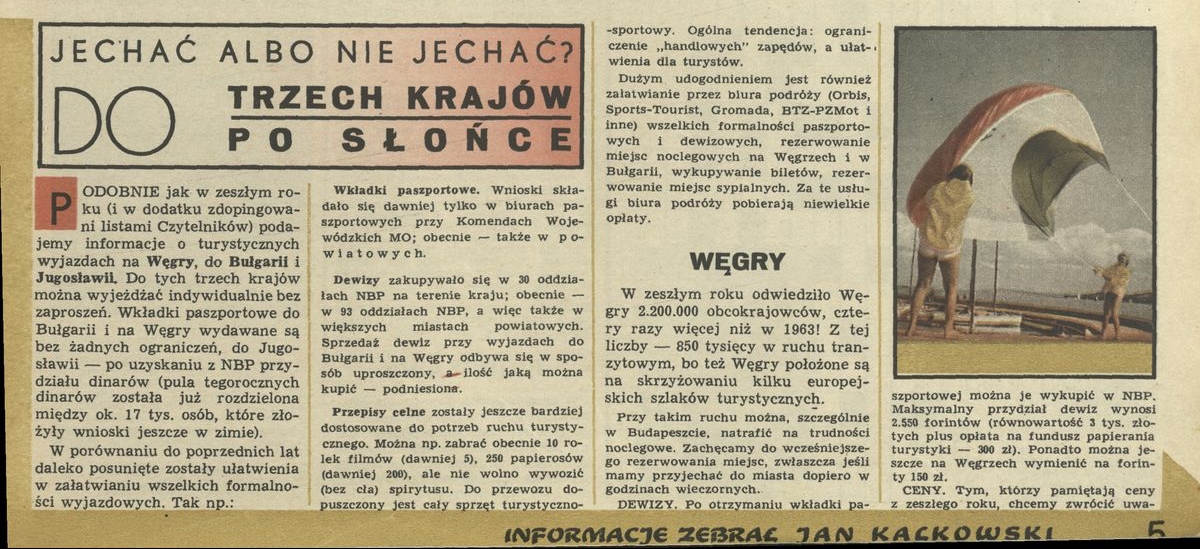 JECHAĆ ALBO NIE JECHAĆ?
DO TRZECH KRAJÓW
PO SŁOŃCE
PODOBNIE jak w zeszłym ro-
ku (i w dodatku zdopingowa-
ni listami Czytelników) poda-
jemy informacje o turystycznych
wyjazdach na Węgry, do Bułgarii i
Jugosławii. Do tych trzech krajów
można wyjeżdżać indywidualnie bez
zaproszeń. Wkładki paszportowe do
Bułgarii i na Węgry wydawane są
bez żadnych ograniczeń, do Jugo-
sławii — po uzyskaniu z NBP przy-
działu dinarów (pula tegorocznych
dinarów została już rozdzielona
między ok. 17 tys. osób, które zło-
żyły wnioski jeszcze w zimie).
W porównaniu do poprzednich lat
daleko posunięte zostały ułatwienia
w załatwianiu wszelkich formalno-
ści wyjazdowych. Tak np.:
Wkładki paszportowe. Wnioski skła-
dało się dawniej tylko w biurach pa-
szportowych przy Komendach Woje-
wódzkich MO; obecnie — także w po-
wiatowych.
Dewizy zakupywało się w 30 oddzia-
łach NBP na terenie kraju; obecnie —
w 93 oddziałach NBP, a więc także w
większych miastach powiatowych.
Sprzedaż dewiz przy wyjazdach do
Bułgarii i na Węgry odbywa się w spo-
sób uproszczony, a ilość jaką można
kupić — podniesiona.
Przepisy celne zostały jeszcze bardziej
dostosowane do potrzeb ruchu turysty-
cznego. Można np. zabrać obecnie 10 ro-
lek filmów (dawniej 5), 250 papierosów
(dawniej 200), ale nie wolno wywozić
(bez cła) spirytusu. Do przewozu do-
puszczony jest cały sprzęt turystyczno-
-sportowy. Ogólna tendencja: ograni-
czenie „handlowych” zapędów, a ułat-
wienia dla turystów.
Dużym udogodnieniem jest również
załatwianie przez biura podróży (Orbis,
Sports-Tourist, Gromada, BTZ-PZMot i
inne) wszelkich formalności paszporto-
wych i dewizowych, rezerwowanie
miejsc noclegowych na Węgrzech i w
Bułgarii, wykupywanie biletów, rezer-
wowanie miejsc sypialnych. Za te usłu-
gi biura podróży pobierają niewielkie
opłaty.
WĘGRY
W zeszłym roku odwiedziło Wę-
gry 2.200.000 obcokrajowców, czte-
ry razy więcej niż w 1963! Z tej
liczby — 850 tysięcy w ruchu tran-
zytowym, bo też Węgry położone są
na skrzyżowaniu kilku europej-
skich szlaków turystycznych.
Przy takim ruchu można, szczególnie
w Budapeszcie, natrafić na trudności
noclegowe. Zachęcamy do wcześniejsze-
go rezerwowania miejsc, zwłaszcza jeśli
mamy przyjechać do miasta dopiero w
godzinach wieczornych.
DEWIZY. Po otrzymaniu wkładki pa-
szportowej można je wykupić w NBP.
Maksymalny przydział dewiz wynosi
2.550 forintów (równowartość 3 tys. zło-
tych plus opłata na fundusz papierania
turystyki — 300 zł). Ponadto można je-
szcze na Węgrzech wymienić na forin-
ty 150 zł.
CENY. Tym, którzy pamiętają ceny
z zeszłego roku, chcemy zwrócić uwa-
INFORMACJE ZEBRAŁ JAN KAŁKOWSKI 5